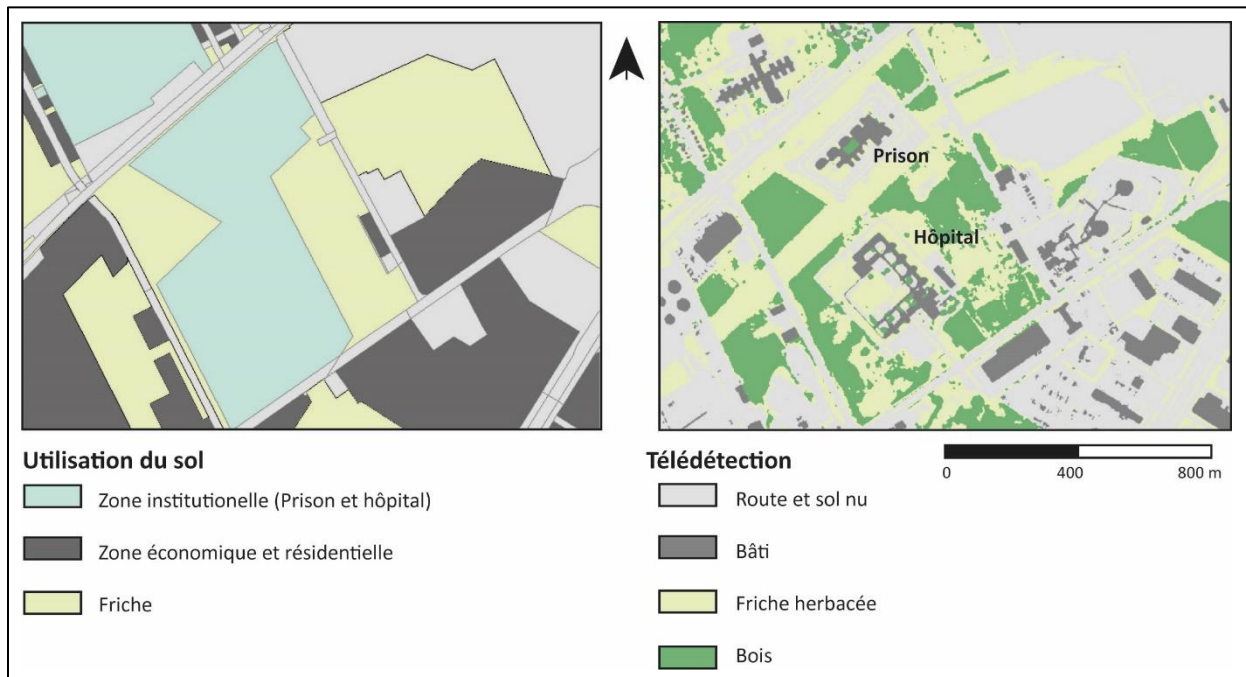 Prison
Hôpital
Utilisation du sol
Zone institutionelle (Prison et hôpital)
Zone économique et résidentielle
Friche
Télédétection
0 400 800 m
Route et sol nu
Bâti
Friche herbacée
Bois